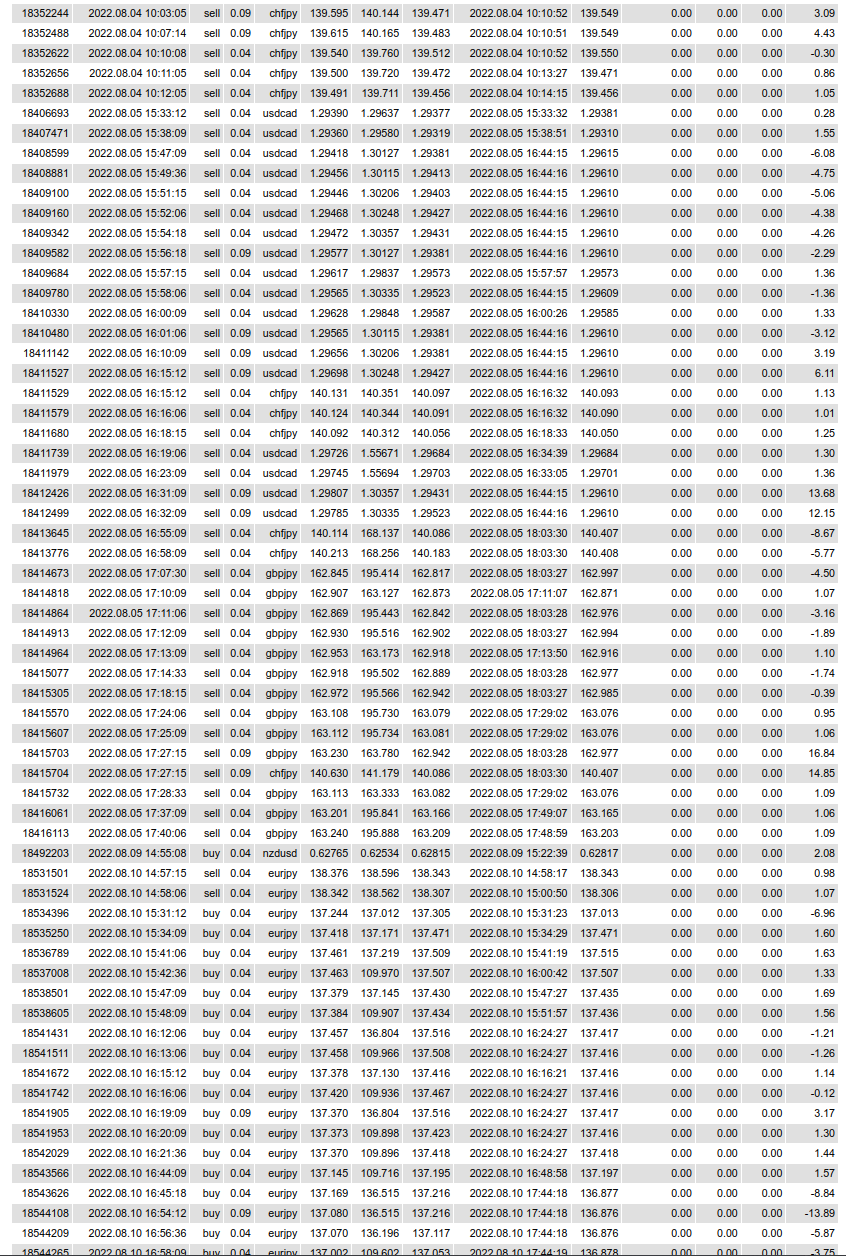 18352244 2022.08.04 10:03:05 sell 0.09 chfjpy 139.595 140.144 139.471 2022.08.04 10:10:52 139.549 0.00 0.00 0.00 3.09
18352488 2022.08.04 10:07:14 sell 0.09 chfjpy 139.615 140.165 139.483 2022.08.04 10:10:51 139.549 0.00 0.00 0.00 4.43
18352622 2022.08.04 10:10:08 sell 0.04 chfjpy 139.540 139.760 139.512 2022.08.04 10:10:52 139.550 0.00 0.00 0.00 -0.30
18352656 2022.08.04 10:11:05 sell 0.04 chfjpy 139.500 139.720 139.472 2022.08.04 10:13:27 139.471 0.00 0.00 0.00 0.86
18352688 2022.08.04 10:12:05 sell 0.04 chfjpy 139.491 139.711 139.456 2022.08.04 10:14:15 139.456 0.00 0.00 0.00 1.05
18406693 2022.08.05 15:33:12 sell 0.04 usdcad 1.29390 1.29637 1.29377 2022.08.05 15:33:32 1.29381 0.00 0.00 0.00 0.28
18407471 2022.08.05 15:38:09 sell 0.04 usdcad 1.29360 1.29580 1.29319 2022.08.05 15:38:51 1.29310 0.00 0.00 0.00 1.55
18408599 2022.08.05 15:47:09 sell 0.04 usdcad 1.29418 1.30127 1.29381 2022.08.05 16:44:15 1.29615 0.00 0.00 0.00 -6.08
18408881 2022.08.05 15:49:36 sell 0.04 usdcad 1.29456 1.30115 1.29413 2022.08.05 16:44:15 1.29610 0.00 0.00 0.00 -4.75
18409100 2022.08.05 15:51:15 sell 0.04 usdcad 1.29446 1.30206 1.29403 2022.08.05 16:44:15 1.29610 0.00 0.00 0.00 -5.06
18409160 2022.08.05 15:52:06 sell 0.04 usdcad 1.29468 1.30248 1.29427 2022.08.05 16:44:16 1.29610 0.00 0.00 0.00 -4.38
18409342 2022.08.05 15:54:18 sell 0.04 usdcad 1.29472 1.30357 1.29431 2022.08.05 16:44:15 1.29610 0.00 0.00 0.00 -4.26
18409582 2022.08.05 15:56:18 sell 0.09 usdcad 1.29577 1.30127 1.29381 2022.08.05 16:44:16 1.29610 0.00 0.00 0.00 -2.29
18409684 2022.08.05 15:57:15 sell 0.04 usdcad 1.29617 1.29837 1.29573 2022.08.05 15:57:57 1.29573 0.00 0.00 0.00 1.36
18409780 2022.08.05 15:58:06 sell 0.04 usdcad 1.29565 1.30335 1.29523 2022.08.05 16:44:15 1.29609 0.00 0.00 0.00 -1.36
18410330 2022.08.05 16:00:09 sell 0.04 usdcad 1.29628 1.29848 1.29587 2022.08.05 16:00:26 1.29585 0.00 0.00 0.00 1.33
18410480 2022.08.05 16:01:06 sell 0.09 usdcad 1.29565 1.30115 1.29381 2022.08.05 16:44:16 1.29610 0.00 0.00 0.00 -3.12
18411142 2022.08.05 16:10:09 sell 0.09 usdcad 1.29656 1.30206 1.29381 2022.08.05 16:44:15 1.29610 0.00 0.00 0.00 3.19
18411527 2022.08.05 16:15:12 sell 0.09 usdcad 1.29698 1.30248 1.29427 2022.08.05 16:44:16 1.29610 0.00 0.00 0.00 6.11
18411529 2022.08.05 16:15:12 sell 0.04 chfjpy 140.131 140.351 140.097 2022.08.05 16:16:32 140.093 0.00 0.00 0.00 1.13
18411579 2022.08.05 16:16:06 sell 0.04 chfjpy 140.124 140.344 140.091 2022.08.05 16:16:32 140.090 0.00 0.00 0.00 1.01
18411680 2022.08.05 16:18:15 sell 0.04 chfjpy 140.092 140.312 140.056 2022.08.05 16:18:33 140.050 0.00 0.00 0.00 1.25
18411739 2022.08.05 16:19:06 sell 0.04 usdcad 1.29726 1.55671 1.29684 2022.08.05 16:34:39 1.29684 0.00 0.00 0.00 1.30
18411979 2022.08.05 16:23:09 sell 0.04 usdcad 1.29745 1.55694 1.29703 2022.08.05 16:33:05 1.29701 0.00 0.00 0.00 1.36
18412426 2022.08.05 16:31:09 sell 0.09 usdcad 1.29807 1.30357 1.29431 2022.08.05 16:44:15 1.29610 0.00 0.00 0.00 13.68
18412499 2022.08.05 16:32:09 sell 0.09 usdcad 1.29785 1.30335 1.29523 2022.08.05 16:44:16 1.29610 0.00 0.00 0.00 12.15
18413645 2022.08.05 16:55:09 sell 0.04 chfjpy 140.114 168.137 140.086 2022.08.05 18:03:30 140.407 0.00 0.00 0.00 -8.67
18413776 2022.08.05 16:58:09 sell 0.04 chfjpy 140.213 168.256 140.183 2022.08.05 18:03:30 140.408 0.00 0.00 0.00 -5.77
18414673 2022.08.05 17:07:30 sell 0.04 gbpjpy 162.845 195.414 162.817 2022.08.05 18:03:27 162.997 0.00 0.00 0.00 -4.50
18414818 2022.08.05 17:10:09 sell 0.04 gbpjpy 162.907 163.127 162.873 2022.08.05 17:11:07 162.871 0.00 0.00 0.00 1.07
18414864 2022.08.05 17:11:06 sell 0.04 gbpjpy 162.869 195.443 162.842 2022.08.05 18:03:28 162.976 0.00 0.00 0.00 -3.16
18414913 2022.08.05 17:12:09 sell 0.04 gbpjpy 162.930 195.516 162.902 2022.08.05 18:03:27 162.994 0.00 0.00 0.00 -1.89
18414964 2022.08.05 17:13:09 sell 0.04 gbpjpy 162.953 163.173 162.918 2022.08.05 17:13:50 162.916 0.00 0.00 0.00 1.10
18415077 2022.08.05 17:14:33 sell 0.04 gbpjpy 162.918 195.502 162.889 2022.08.05 18:03:28 162.977 0.00 0.00 0.00 -1.74
18415305 2022.08.05 17:18:15 sell 0.04 gbpjpy 162.972 195.566 162.942 2022.08.05 18:03:27 162.985 0.00 0.00 0.00 -0.39
18415570 2022.08.05 17:24:06 sell 0.04 gbpjpy 163.108 195.730 163.079 2022.08.05 17:29:02 163.076 0.00 0.00 0.00 0.95
18415607 2022.08.05 17:25:09 sell 0.04 gbpjpy 163.112 195.734 163.081 2022.08.05 17:29:02 163.076 0.00 0.00 0.00 1.06
18415703 2022.08.05 17:27:15 sell 0.09 gbpjpy 163.230 163.780 162.942 2022.08.05 18:03:28 162.977 0.00 0.00 0.00 16.84
18415704 2022.08.05 17:27:15 sell 0.09 chfjpy 140.630 141.179 140.086 2022.08.05 18:03:30 140.407 0.00 0.00 0.00 14.85
18415732 2022.08.05 17:28:33 sell 0.04 gbpjpy 163.113 163.333 163.082 2022.08.05 17:29:02 163.076 0.00 0.00 0.00 1.09
18416061 2022.08.05 17:37:09 sell 0.04 gbpjpy 163.201 195.841 163.166 2022.08.05 17:49:07 163.165 0.00 0.00 0.00 1.06
18416113 2022.08.05 17:40:06 sell 0.04 gbpjpy 163.240 195.888 163.209 2022.08.05 17:48:59 163.203 0.00 0.00 0.00 1.09
18492203 2022.08.09 14:55:08 buy 0.04 nzdusd 0.62765 0.62534 0.62815 2022.08.09 15:22:39 0.62817 0.00 0.00 0.00 2.08
18531501 2022.08.10 14:57:15 sell 0.04 eurjpy 138.376 138.596 138.343 2022.08.10 14:58:17 138.343 0.00 0.00 0.00 0.98
18531524 2022.08.10 14:58:06 sell 0.04 eurjpy 138.342 138.562 138.307 2022.08.10 15:00:50 138.306 0.00 0.00 0.00 1.07
18534396 2022.08.10 15:31:12 buy 0.04 eurjpy 137.244 137.012 137.305 2022.08.10 15:31:23 137.013 0.00 0.00 0.00 -6.96
18535250 2022.08.10 15:34:09 buy 0.04 eurjpy 137.418 137.171 137.471 2022.08.10 15:34:29 137.471 0.00 0.00 0.00 1.60
18536789 2022.08.10 15:41:06 buy 0.04 eurjpy 137.461 137.219 137.509 2022.08.10 15:41:19 137.515 0.00 0.00 0.00 1.63
18537008 2022.08.10 15:42:36 buy 0.04 eurjpy 137.463 109.970 137.507 2022.08.10 16:00:42 137.507 0.00 0.00 0.00 1.33
18538501 2022.08.10 15:47:09 buy 0.04 eurjpy 137.379 137.145 137.430 2022.08.10 15:47:27 137.435 0.00 0.00 0.00 1.69
18538605 2022.08.10 15:48:09 buy 0.04 eurjpy 137.384 109.907 137.434 2022.08.10 15:51:57 137.436 0.00 0.00 0.00 1.56
18541431 2022.08.10 16:12:06 buy 0.04 eurjpy 137.457 136.804 137.516 2022.08.10 16:24:27 137.417 0.00 0.00 0.00 -1.21
18541511 2022.08.10 16:13:06 buy 0.04 eurjpy 137.458 109.966 137.508 2022.08.10 16:24:27 137.416 0.00 0.00 0.00 -1.26
18541672 2022.08.10 16:15:12 buy 0.04 eurjpy 137.378 137.130 137.416 2022.08.10 16:16:21 137.416 0.00 0.00 0.00 1.14
18541742 2022.08.10 16:16:06 buy 0.04 eurjpy 137.420 109.936 137.467 2022.08.10 16:24:27 137.416 0.00 0.00 0.00 -0.12
18541905 2022.08.10 16:19:09 buy 0.09 eurjpy 137.370 136.804 137.516 2022.08.10 16:24:27 137.417 0.00 0.00 0.00 3.17
18541953 2022.08.10 16:20:09 buy 0.04 eurjpy 137.373 109.898 137.423 2022.08.10 16:24:27 137.416 0.00 0.00 0.00 1.30
18542029 2022.08.10 16:21:36 buy 0.04 eurjpy 137.370 109.896 137.418 2022.08.10 16:24:27 137.418 0.00 0.00 0.00 1.44
18543566 2022.08.10 16:44:09 buy 0.04 eurjpy 137.145 109.716 137.195 2022.08.10 16:48:58 137.197 0.00 0.00 0.00 1.57
18543626 2022.08.10 16:45:18 buy 0.04 eurjpy 137.169 136.515 137.216 2022.08.10 17:44:18 136.877 0.00 0.00 0.00 -8.84
18544108 2022.08.10 16:54:12 buy 0.09 eurjpy 137.080 136.515 137.216 2022.08.10 17:44:18 136.876 0.00 0.00 0.00 -13.89
18544209 2022.08.10 16:56:36 buy 0.04 eurjpy 137.070 136.196 137.117 2022.08.10 17:44:18 136.876 0.00 0.00 0.00 -5.87
18544265 2022.08.10 16:58:09 buy 0.04 eurjpy 137.002 109.602 137.053 2022.08.10 17:44:19 136.878 0.00 0.00 0.00 -3.75